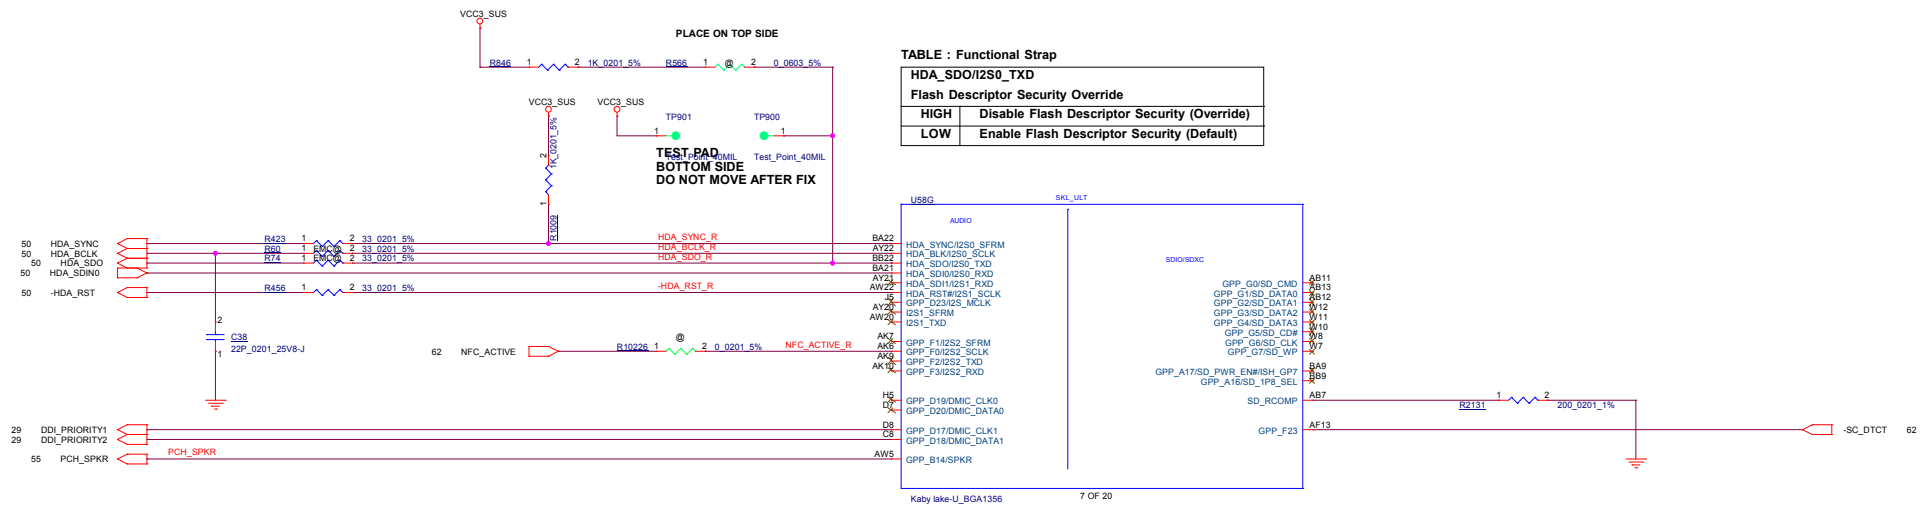 VCC3_SUS
PLACE ON TOP SIDE
R846 1 2 1K_0201_5% R566 1 @ 2 0_0603_5%
TABLE : Functional Strap
HDA_SDO/I2S0_TXD
Flash Descriptor Security Override
HIGH Disable Flash Descriptor Security (Override)
LOW Enable Flash Descriptor Security (Default)
VCC3_SUS VCC3_SUS
TP901 TP900
1 1
Test_Point_40MIL Test_Point_40MIL
TEST PAD
BOTTOM SIDE
DO NOT MOVE AFTER FIX
2 1K_0201_5%
1
R1009
U58G SKL_ULT
AUDIO
SDIO/SDXC
50 HDA_SYNC R423 1 2 33_0201_5% HDA_SYNC_R BA22 HDA_SYNC/I2S0_SFRM
50 HDA_BCLK R60 1 EMC@ 2 33_0201_5% HDA_BCLK_R AY22 HDA_BLK/I2S0_SCLK
50 HDA_SDO R74 1 EMC@ 2 33_0201_5% HDA_SDO_R BB22 HDA_SDO/I2S0_TXD
50 HDA_SDIN0 BA21 HDA_SDI0/I2S0_RXD
AY21 HDA_SDI1/I2S1_RXD
50 -HDA_RST R456 1 2 33_0201_5% -HDA_RST_R AW22 HDA_RST#/I2S1_SCLK
J5 GPP_D23/I2S_MCLK
AY20 I2S1_SFRM
AW20 I2S1_TXD
GPP_G0/SD_CMD AB11
GPP_G1/SD_DATA0 AB13
GPP_G2/SD_DATA1 AB12
GPP_G3/SD_DATA2 W12
GPP_G4/SD_DATA3 W11
GPP_G5/SD_CD# W10
GPP_G6/SD_CLK W8
GPP_G7/SD_WP W7
2
C38
22P_0201_25V8-J
1
AK7 GPP_F1/I2S2_SFRM
62 NFC_ACTIVE R10226 1 @ 2 0_0201_5% NFC_ACTIVE_R AK6 GPP_F0/I2S2_SCLK
AK9 GPP_F2/I2S2_TXD
AK10 GPP_F3/I2S2_RXD
GPP_A17/SD_PWR_EN#/ISH_GP7 BA9
GPP_A16/SD_1P8_SEL BB9
H5 GPP_D19/DMIC_CLK0
D7 GPP_D20/DMIC_DATA0
SD_RCOMP AB7 R2131 1 2 200_0201_1%
29 DDI_PRIORITY1 D8 GPP_D17/DMIC_CLK1
29 DDI_PRIORITY2 C8 GPP_D18/DMIC_DATA1
GPP_F23 AF13 -SC_DTCT 62
55 PCH_SPKR PCH_SPKR AW5 GPP_B14/SPKR
Kaby lake-U_BGA1356 7 OF 20